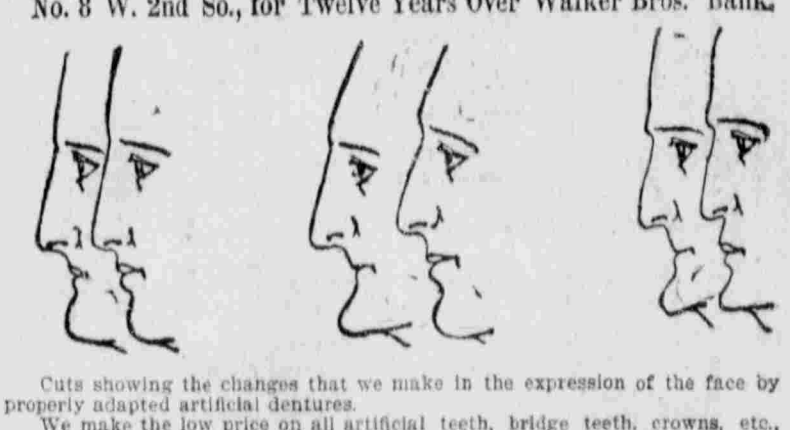 No. 8 W. 2nd So., for Twelve Years Over Walker Bros. Bank.
Cuts showing the changes that we make in the expression of the face by
properly adapted artificial dentures.
We make the low price on all artificial teeth, bridge teeth, crowns, etc.,